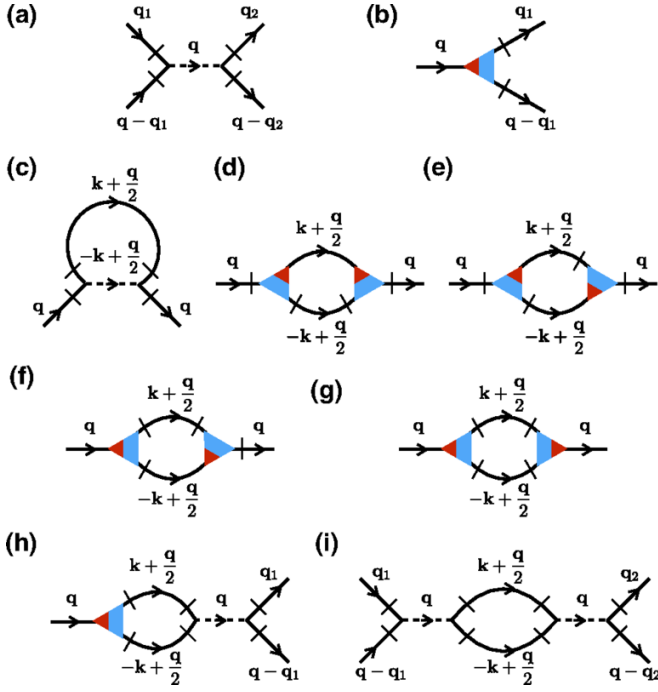 (a)
q1
q2
q
q − q1
q − q2
(b)
q1
q
q − q1
(c)
k + q/2
−k + q/2
q
q
(d)
k + q/2
q
q
−k + q/2
(e)
k + q/2
q
q
−k + q/2
(f)
k + q/2
q
q
−k + q/2
(g)
k + q/2
q
q
−k + q/2
(h)
k + q/2
q1
q
q
−k + q/2
q − q1
(i)
q1
k + q/2
q2
q
q
q − q1
−k + q/2
q − q2